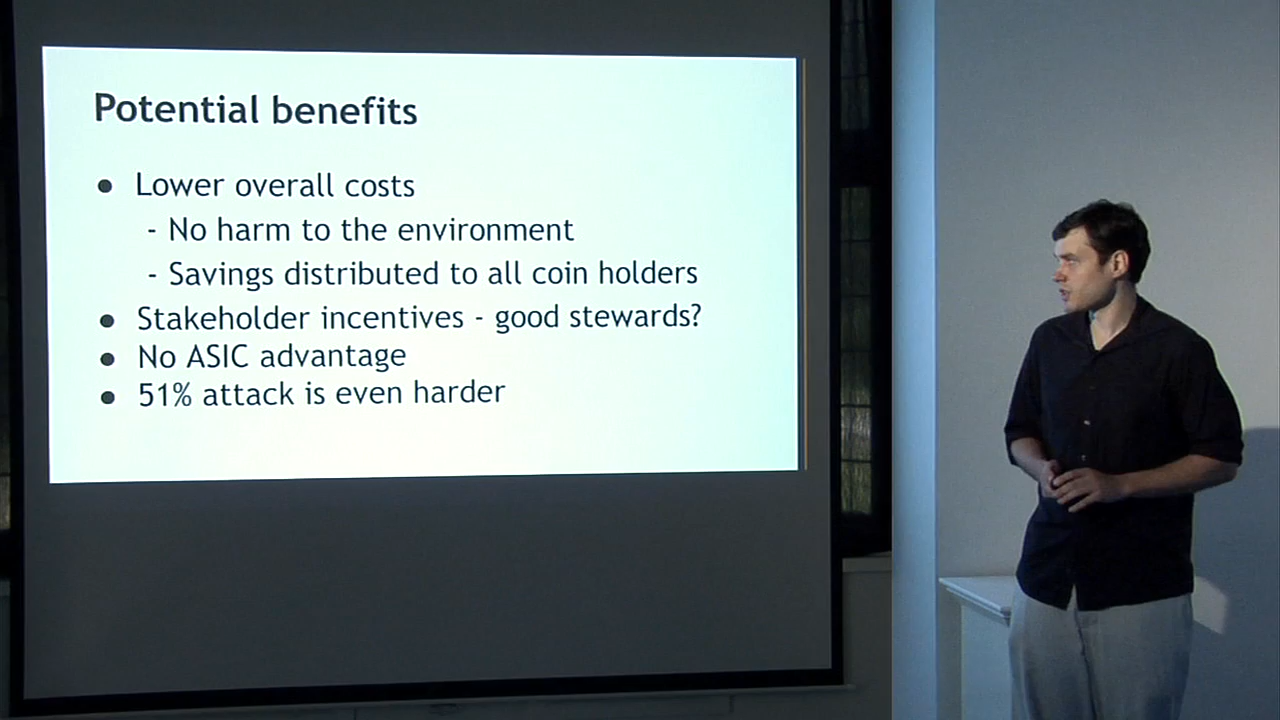 Potential benefits
● Lower overall costs
- No harm to the environment
- Savings distributed to all coin holders
● Stakeholder incentives - good stewards?
● No ASIC advantage
● 51% attack is even harder